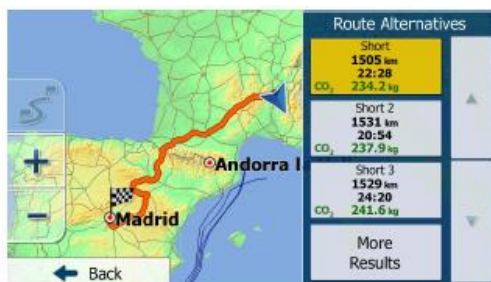 Route Alternatives
Short
1505 km
22:28
CO₂ 234.2 kg
Short 2
1531 km
20:54
CO₂ 237.9 kg
Short 3
1529 km
24:20
CO₂ 241.6 kg
More
Results
Andorra l
Madrid
Back